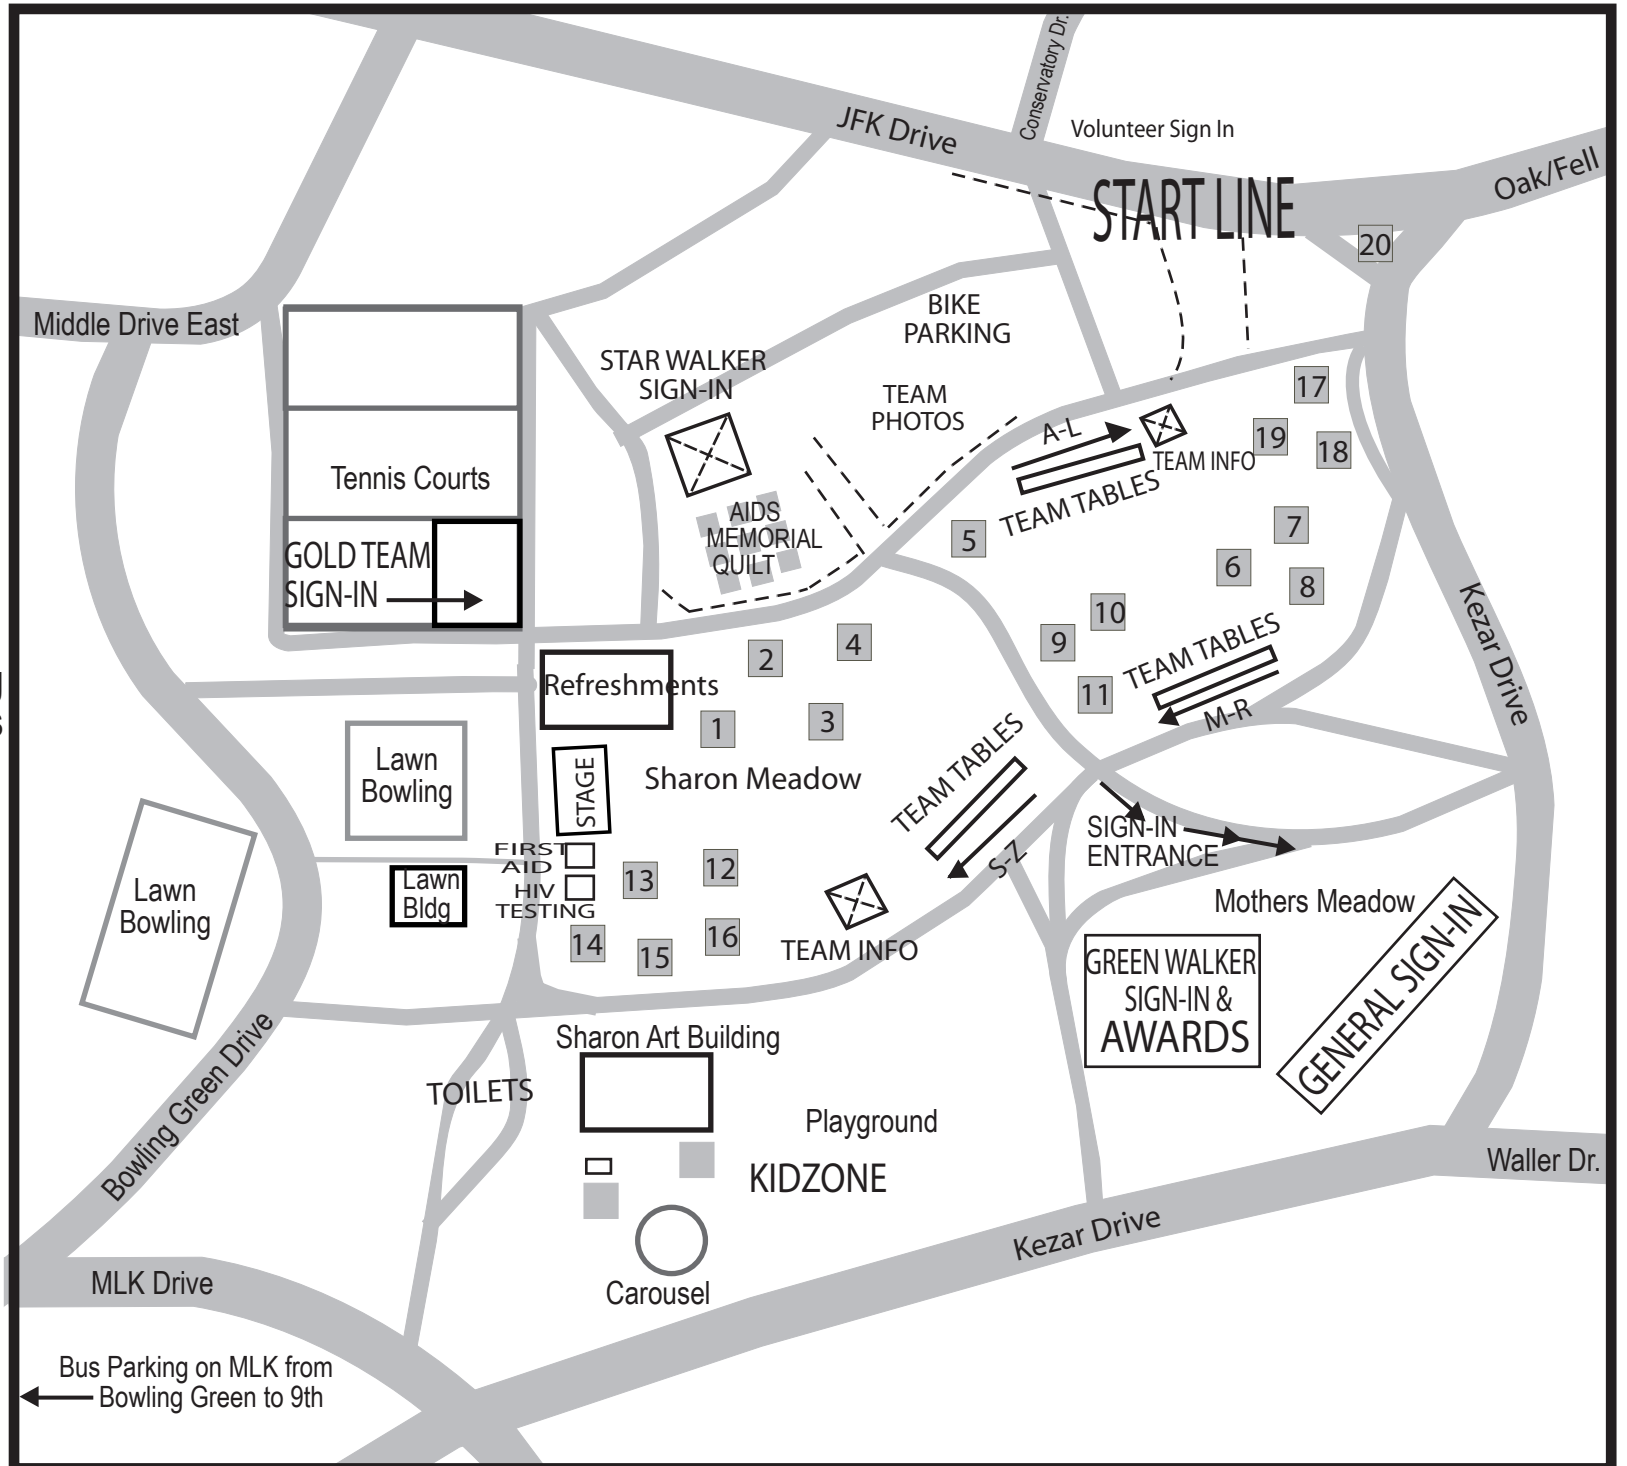 Conservatory Dr.
JFK Drive
Volunteer Sign In
START LINE
Oak/Fell
20
Middle Drive East
BIKE
PARKING
STAR WALKER
SIGN-IN
TEAM
PHOTOS
17
A-L
19
18
TEAM INFO
TEAM TABLES
Tennis Courts
AIDS
MEMORIAL
QUILT
GOLD TEAM
SIGN-IN
5
7
6
8
10
9
11
TEAM TABLES
M-R
Kezar Drive
2
4
Refreshments
1
3
Sharon Meadow
STAGE
Lawn
Bowling
TEAM TABLES
S-Z
SIGN-IN
ENTRANCE
FIRST
AID
HIV
TESTING
Lawn
Bldg
Lawn
Bowling
13
12
14
15
16
TEAM INFO
Mothers Meadow
GREEN WALKER
SIGN-IN &
AWARDS
GENERAL SIGN-IN
Sharon Art Building
TOILETS
Bowling Green Drive
Playground
KIDZONE
Waller Dr.
Kezar Drive
Carousel
MLK Drive
Bus Parking on MLK from
Bowling Green to 9th